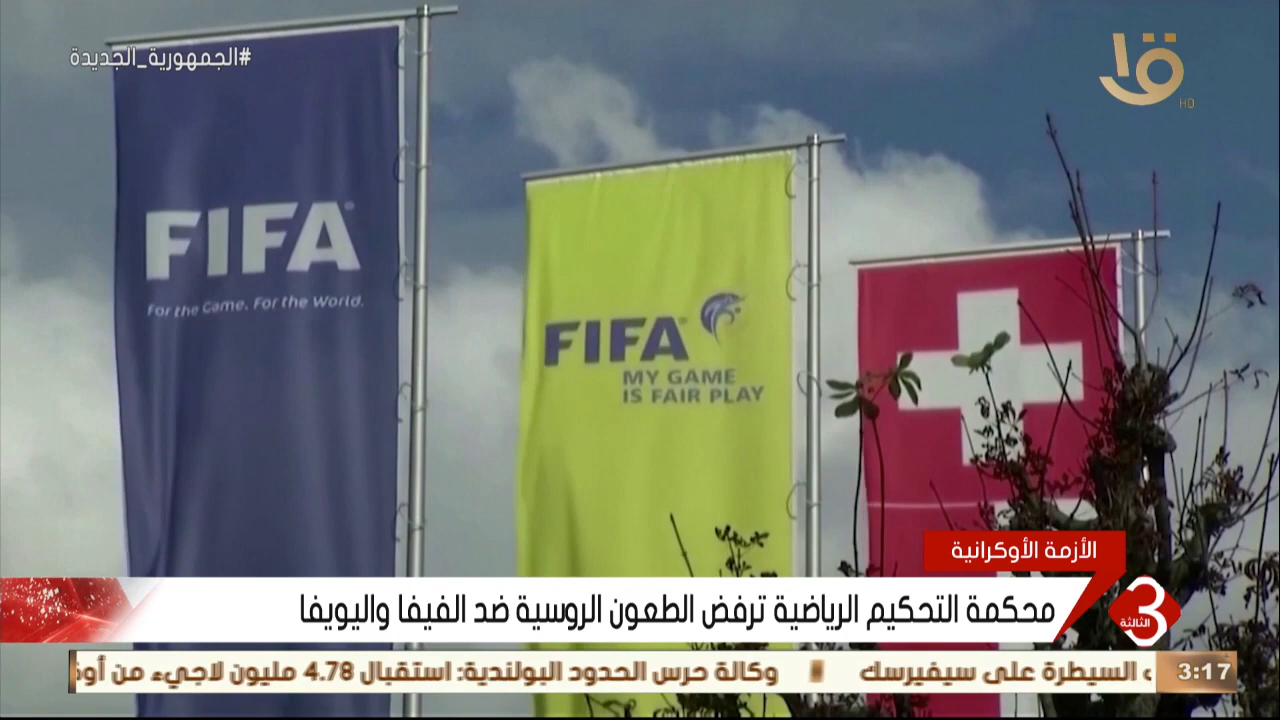 #الجمهورية_الجديدة
HD
FIFA
For the Game. For the World.
FIFA
MY GAME
IS FAIR PLAY
الأزمة الأوكرانية
محكمة التحكيم الرياضية ترفض الطعون الروسية ضد الفيفا واليويفا
3
الثالثة
السيطرة على سيفيرسك
وكالة حرس الحدود البولندية: استقبال 4.78 مليون لاجيء من
3:17